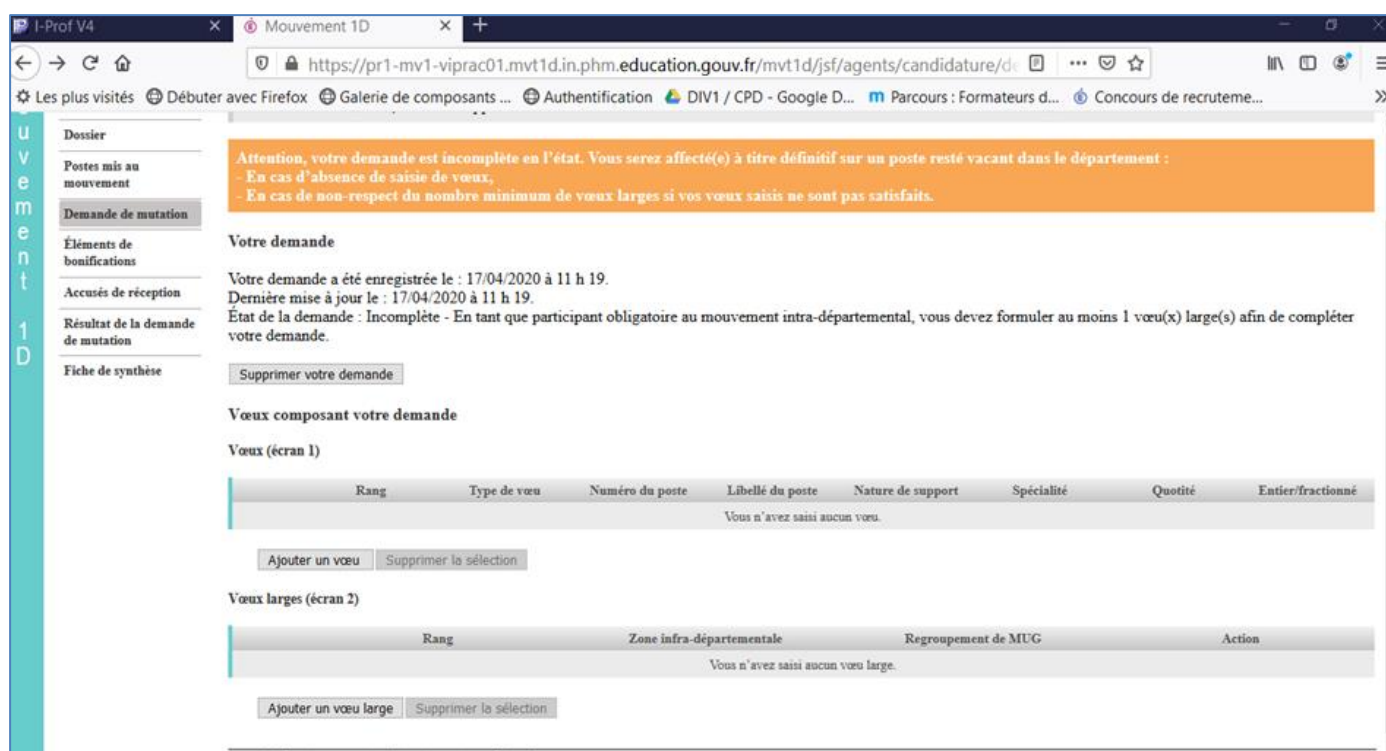 I-Prof V4
Mouvement 1D
https://pr1-mv1-viprac01.mvt1d.in.phm.education.gouv.fr/mvt1d/jsf/agents/candidature/de
Les plus visités Débuter avec Firefox Galerie de composants ... Authentification DIV1 / CPD - Google D... Parcours : Formateurs d... Concours de recruteme...
uvement 1D
Dossier
Postes mis au
mouvement
Demande de mutation
Éléments de
bonifications
Accusés de réception
Résultat de la demande
de mutation
Fiche de synthèse
Attention, votre demande est incomplète en l'état. Vous serez affecté(e) à titre définitif sur un poste resté vacant dans le département :
- En cas d'absence de saisie de vœux,
- En cas de non-respect du nombre minimum de vœux larges si vos vœux saisis ne sont pas satisfaits.
Votre demande
Votre demande a été enregistrée le : 17/04/2020 à 11 h 19.
Dernière mise à jour le : 17/04/2020 à 11 h 19.
État de la demande : Incomplète - En tant que participant obligatoire au mouvement intra-départemental, vous devez formuler au moins 1 vœu(x) large(s) afin de compléter
votre demande.
Supprimer votre demande
Vœux composant votre demande
Vœux (écran 1)
Rang Type de vœu Numéro du poste Libellé du poste Nature de support Spécialité Quotité Entier/fractionné
Vous n'avez saisi aucun vœu.
Ajouter un vœu Supprimer la sélection
Vœux larges (écran 2)
Rang Zone infra-départementale Regroupement de MUG Action
Vous n'avez saisi aucun vœu large.
Ajouter un vœu large Supprimer la sélection